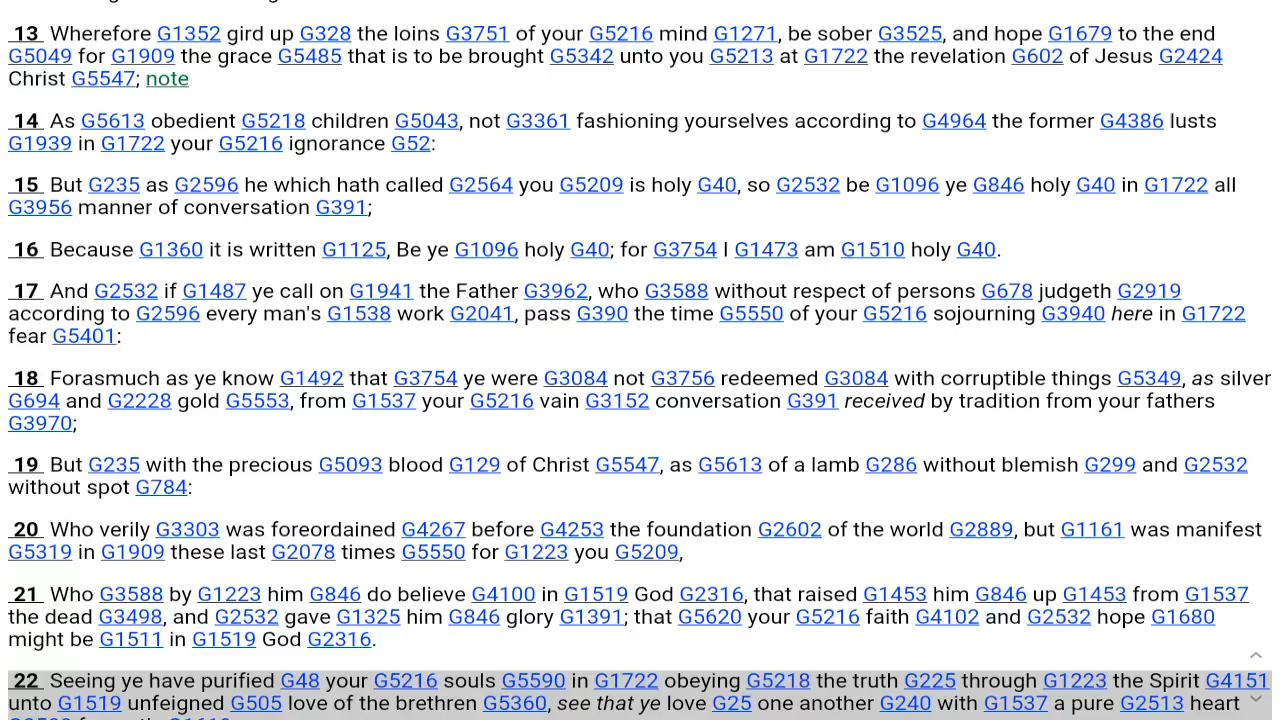 13 Wherefore G1352 gird up G328 the loins G3751 of your G5216 mind G1271, be sober G3525, and hope G1679 to the end
G5049 for G1909 the grace G5485 that is to be brought G5342 unto you G5213 at G1722 the revelation G602 of Jesus G2424
Christ G5547; note
14 As G5613 obedient G5218 children G5043, not G3361 fashioning yourselves according to G4964 the former G4386 lusts
G1939 in G1722 your G5216 ignorance G52:
15 But G235 as G2596 he which hath called G2564 you G5209 is holy G40, so G2532 be G1096 ye G846 holy G40 in G1722 all
G3956 manner of conversation G391;
16 Because G1360 it is written G1125, Be ye G1096 holy G40; for G3754 I G1473 am G1510 holy G40.
17 And G2532 if G1487 ye call on G1941 the Father G3962, who G3588 without respect of persons G678 judgeth G2919
according to G2596 every man's G1538 work G2041, pass G390 the time G5550 of your G5216 sojourning G3940 here in G1722
fear G5401:
18 Forasmuch as ye know G1492 that G3754 ye were G3084 not G3756 redeemed G3084 with corruptible things G5349, as silver
G694 and G2228 gold G5553, from G1537 your G5216 vain G3152 conversation G391 received by tradition from your fathers
G3970;
19 But G235 with the precious G5093 blood G129 of Christ G5547, as G5613 of a lamb G286 without blemish G299 and G2532
without spot G784:
20 Who verily G3303 was foreordained G4267 before G4253 the foundation G2602 of the world G2889, but G1161 was manifest
G5319 in G1909 these last G2078 times G5550 for G1223 you G5209,
21 Who G3588 by G1223 him G846 do believe G4100 in G1519 God G2316, that raised G1453 him G846 up G1453 from G1537
the dead G3498, and G2532 gave G1325 him G846 glory G1391; that G5620 your G5216 faith G4102 and G2532 hope G1680
might be G1511 in G1519 God G2316.
22 Seeing ye have purified G48 your G5216 souls G5590 in G1722 obeying G5218 the truth G225 through G1223 the Spirit G4151
unto G1519 unfeigned G505 love of the brethren G5360, see that ye love G25 one another G240 with G1537 a pure G2513 heart